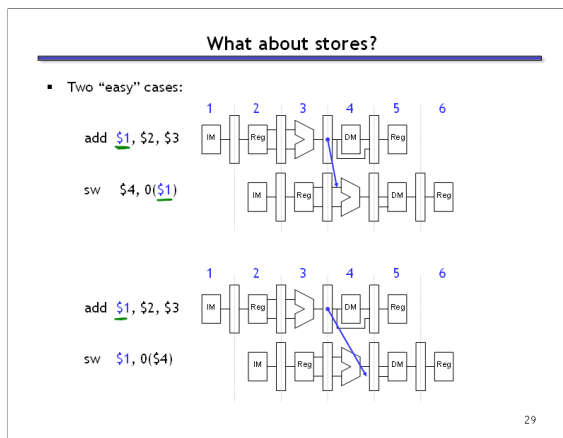 What about stores?
▪ Two “easy” cases:
1 2 3 4 5 6
add $1, $2, $3
IM Reg DM Reg
sw $4, 0($1)
IM Reg DM Reg
1 2 3 4 5 6
add $1, $2, $3
IM Reg DM Reg
sw $1, 0($4)
IM Reg DM Reg
29